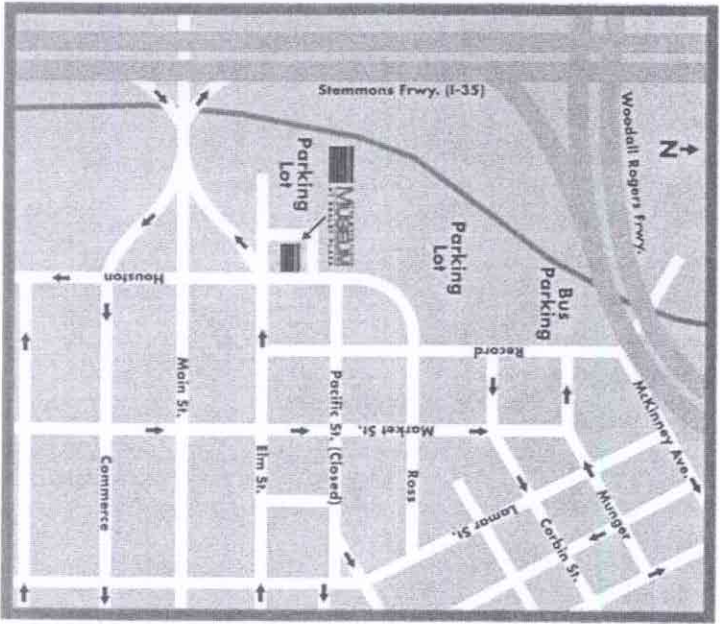 Stemmons Frwy. (I-35)
Woodall Rogers Frwy.
N
Parking
Lot
MUSEUM
Parking
Lot
Bus
Parking
Houston
Record
McKinney Ave.
Main St.
Pacific St. (Closed)
Market St.
Commerce
Elm St.
Ross
Lamar St.
Munger
Corbin St.